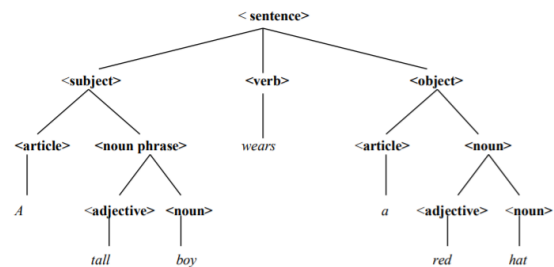 < sentence>
<subject> <verb> <object>
<article> <noun phrase> wears <article> <noun>
A <adjective> <noun> a <adjective> <noun>
tall boy red hat